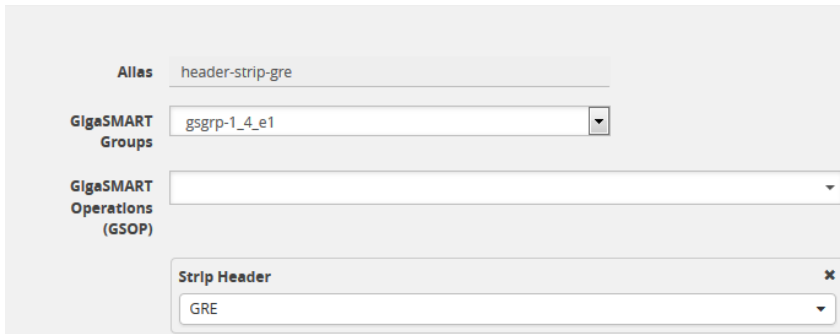 Alias
header-strip-gre
GigaSMART
Groups
gsgrp-1_4_e1
GigaSMART
Operations
(GSOP)
Strip Header
GRE